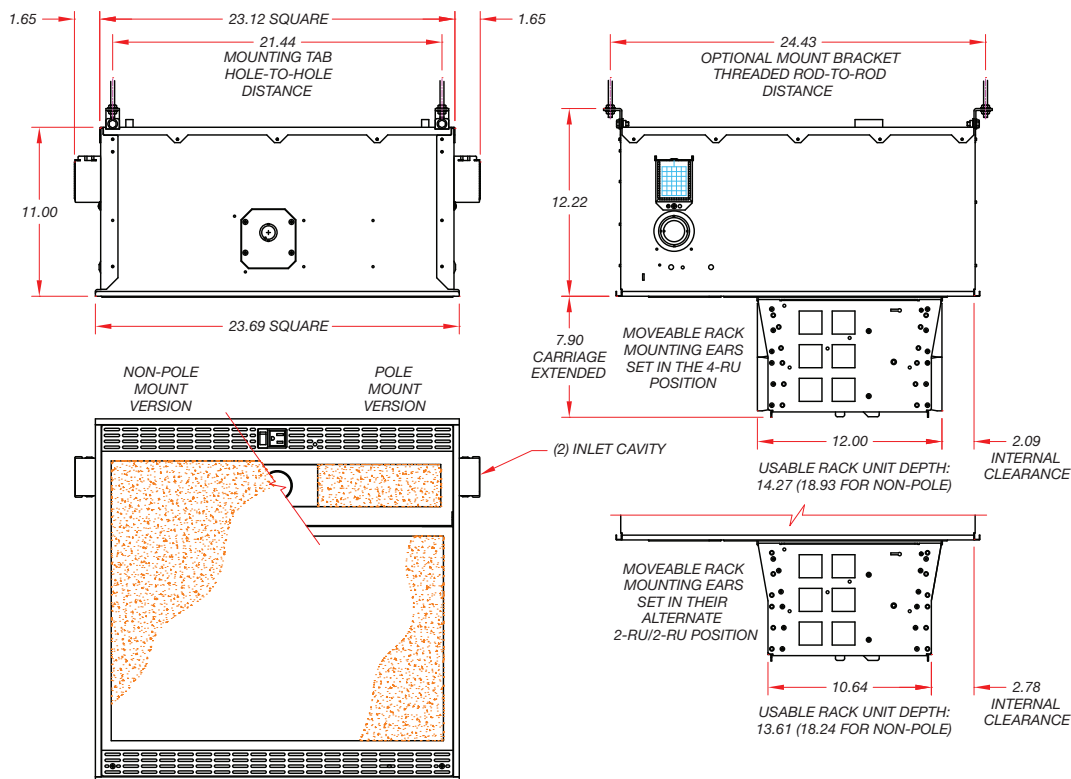 1.65
23.12 SQUARE
1.65
21.44
MOUNTING TAB
HOLE-TO-HOLE
DISTANCE
11.00
23.69 SQUARE
24.43
OPTIONAL MOUNT BRACKET
THREADED ROD-TO-ROD
DISTANCE
12.22
7.90
CARRIAGE
EXTENDED
MOVEABLE RACK
MOUNTING EARS
SET IN THE 4-RU
POSITION
12.00
2.09
INTERNAL
CLEARANCE
USABLE RACK UNIT DEPTH:
14.27 (18.93 FOR NON-POLE)
NON-POLE
MOUNT
VERSION
POLE
MOUNT
VERSION
(2) INLET CAVITY
MOVEABLE RACK
MOUNTING EARS
SET IN THEIR
ALTERNATE
2-RU/2-RU POSITION
10.64
2.78
INTERNAL
CLEARANCE
USABLE RACK UNIT DEPTH:
13.61 (18.24 FOR NON-POLE)